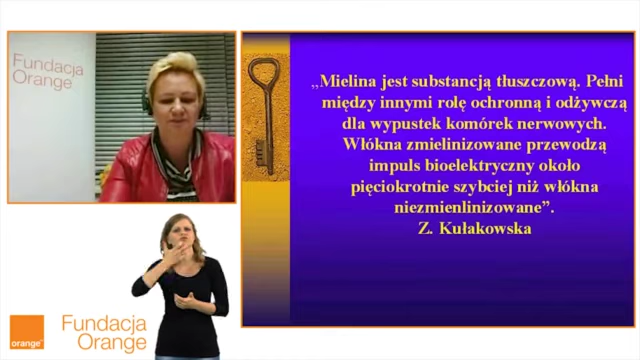 Fundacja
Orange
„Mielina jest substancją tłuszczową. Pełni
między innymi rolę ochronną i odżywczą
dla wypustek komórek nerwowych.
Włókna zmielinizowane przewodzą
impuls bioelektryczny około
pięciokrotnie szybciej niż włókna
niezmienlinizowane”.
Z. Kułakowska
orange™
Fundacja
Orange